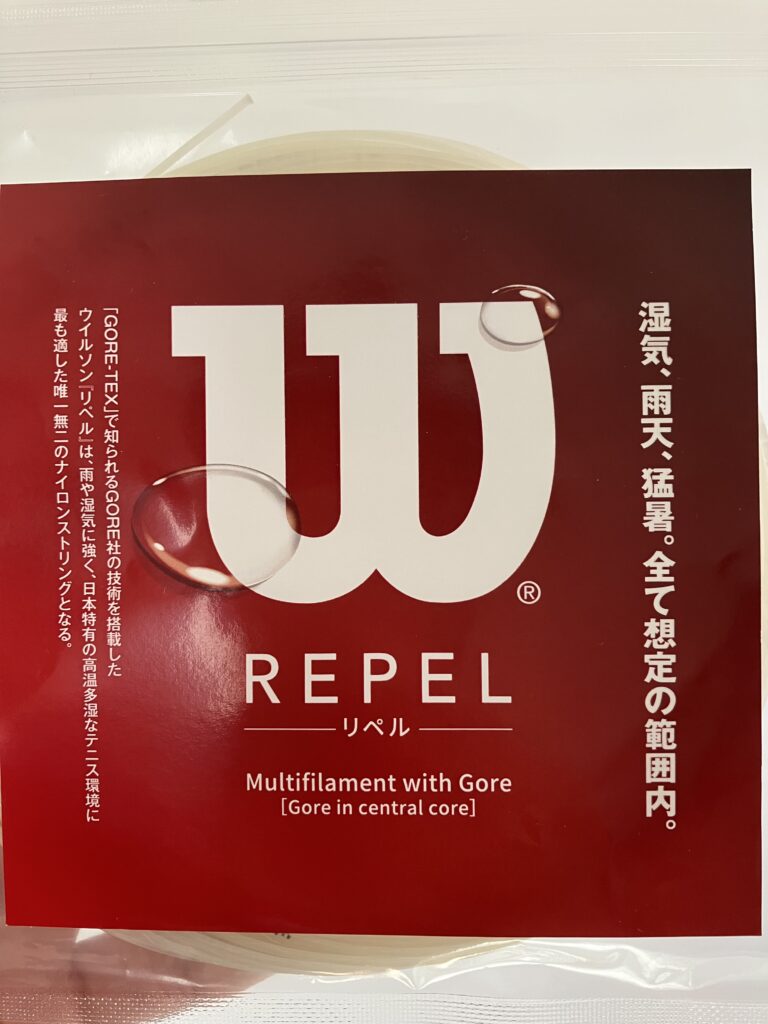 湿気、雨天、猛暑。全て想定の範囲内。
W®
REPEL
リペル
Multifilament with Gore
[Gore in central core]
「GORE-TEX」で知られるGORE社の技術を搭載した
ウイルソン『リペル』は、雨や湿気に強く、日本特有の高温多湿なテニス環境に
最も適した唯一無二のナイロンストリングとなる。